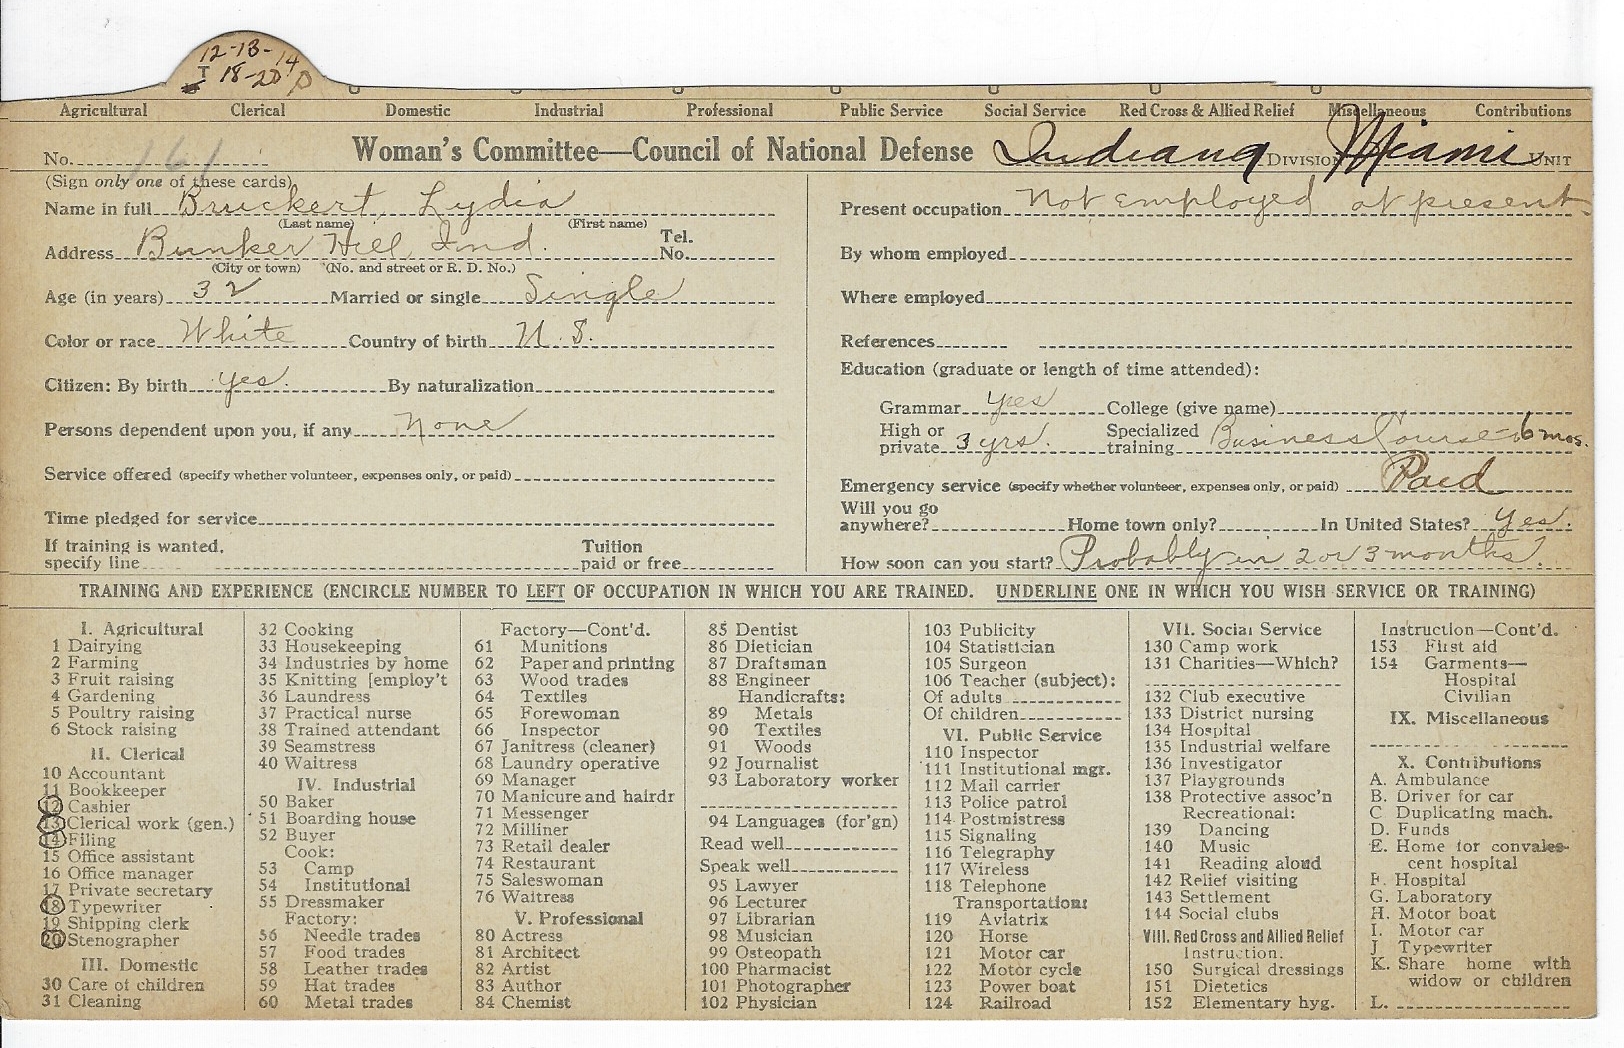 12-13-14
T 18-20 P
Agricultural Clerical Domestic Industrial Professional Public Service Social Service Red Cross & Allied Relief Miscellaneous Contributions
No. 161 Woman's Committee—Council of National Defense Indiana DIVISION Miami UNIT
(Sign only one of these cards)
Name in full Bruckert, Lydia
(Last name) (First name)
Address Bunker Hill Ind. Tel. No.
(City or town) (No. and street or R. D. No.)
Age (in years) 32 Married or single Single
Color or race White Country of birth U.S.
Citizen: By birth yes. By naturalization
Persons dependent upon you, if any None
Service offered (specify whether volunteer, expenses only, or paid)
Time pledged for service
If training is wanted, specify line Tuition paid or free
Present occupation Not employed at present.
By whom employed
Where employed
References
Education (graduate or length of time attended):
Grammar yes College (give name)
High or private 3 yrs. Specialized training Business Course-6 mos.
Emergency service (specify whether volunteer, expenses only, or paid) Paid
Will you go anywhere? Home town only? In United States? yes.
How soon can you start? Probably in 2 or 3 months.
TRAINING AND EXPERIENCE (ENCIRCLE NUMBER TO LEFT OF OCCUPATION IN WHICH YOU ARE TRAINED. UNDERLINE ONE IN WHICH YOU WISH SERVICE OR TRAINING)
I. Agricultural
1 Dairying
2 Farming
3 Fruit raising
4 Gardening
5 Poultry raising
6 Stock raising
II. Clerical
10 Accountant
11 Bookkeeper
12 Cashier
13 Clerical work (gen.)
14 Filing
15 Office assistant
16 Office manager
17 Private secretary
18 Typewriter
19 Shipping clerk
20 Stenographer
III. Domestic
30 Care of children
31 Cleaning
32 Cooking
33 Housekeeping
34 Industries by home
35 Knitting [employ't
36 Laundress
37 Practical nurse
38 Trained attendant
39 Seamstress
40 Waitress
IV. Industrial
50 Baker
51 Boarding house
52 Buyer
Cook:
53 Camp
54 Institutional
55 Dressmaker
Factory:
56 Needle trades
57 Food trades
58 Leather trades
59 Hat trades
60 Metal trades
Factory—Cont'd.
61 Munitions
62 Paper and printing
63 Wood trades
64 Textiles
65 Forewoman
66 Inspector
67 Janitress (cleaner)
68 Laundry operative
69 Manager
70 Manicure and hairdr
71 Messenger
72 Milliner
73 Retail dealer
74 Restaurant
75 Saleswoman
76 Waitress
V. Professional
80 Actress
81 Architect
82 Artist
83 Author
84 Chemist
85 Dentist
86 Dietician
87 Draftsman
88 Engineer
Handicrafts:
89 Metals
90 Textiles
91 Woods
92 Journalist
93 Laboratory worker
94 Languages (for'gn)
Read well
Speak well
95 Lawyer
96 Lecturer
97 Librarian
98 Musician
99 Osteopath
100 Pharmacist
101 Photographer
102 Physician
103 Publicity
104 Statistician
105 Surgeon
106 Teacher (subject):
Of adults
Of children
VI. Public Service
110 Inspector
111 Institutional mgr.
112 Mail carrier
113 Police patrol
114 Postmistress
115 Signaling
116 Telegraphy
117 Wireless
118 Telephone
Transportation:
119 Aviatrix
120 Horse
121 Motor car
122 Motor cycle
123 Power boat
124 Railroad
VII. Social Service
130 Camp work
131 Charities—Which?
132 Club executive
133 District nursing
134 Hospital
135 Industrial welfare
136 Investigator
137 Playgrounds
138 Protective assoc'n
Recreational:
139 Dancing
140 Music
141 Reading aloud
142 Relief visiting
143 Settlement
144 Social clubs
VIII. Red Cross and Allied Relief
Instruction:
150 Surgical dressings
151 Dietetics
152 Elementary hyg.
Instruction—Cont'd.
153 First aid
154 Garments—
Hospital
Civilian
IX. Miscellaneous
X. Contributions
A. Ambulance
B. Driver for car
C Duplicating mach.
D. Funds
E. Home for convales-
cent hospital
F. Hospital
G. Laboratory
H. Motor boat
I. Motor car
J Typewriter
K. Share home with
widow or children
L.